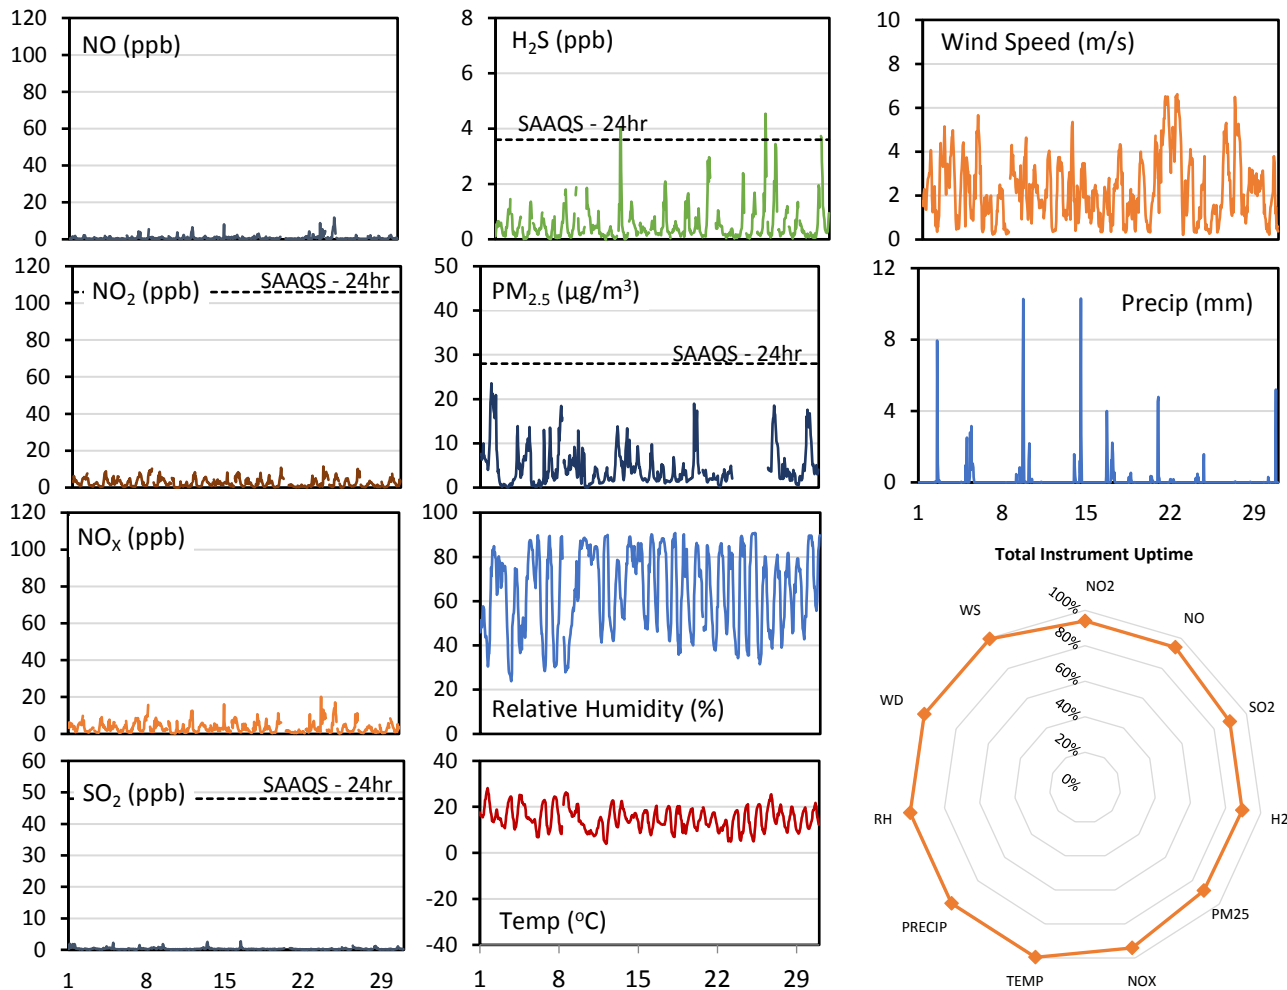 120
100
80
60
40
20
0
NO (ppb)
8
6
4
2
0
H₂S (ppb)
SAAQS - 24hr
10
8
6
4
2
0
Wind Speed (m/s)
120
100
80
60
40
20
0
NO₂ (ppb)
SAAQS - 24hr
50
40
30
20
10
0
PM₂.₅ (µg/m³)
SAAQS - 24hr
12
8
4
0
Precip (mm)
1 8 15 22 29
120
100
80
60
40
20
0
NOₓ (ppb)
100
80
60
40
20
0
Relative Humidity (%)
60
50
40
30
20
10
0
SO₂ (ppb)
SAAQS - 24hr
1 8 15 22 29
40
20
0
-20
-40
Temp (°C)
1 8 15 22 29
Total Instrument Uptime
NO2
NO
SO2
H2
PM25
NOX
TEMP
PRECIP
RH
WD
WS
100%
80%
60%
40%
20%
0%